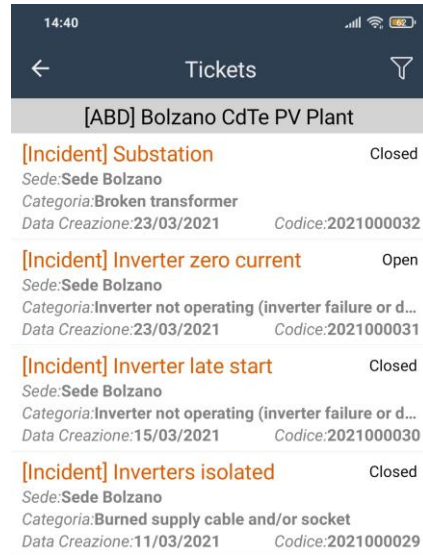 14:40
62
Tickets
[ABD] Bolzano CdTe PV Plant
[Incident] Substation Closed
Sede:Sede Bolzano
Categoria:Broken transformer
Data Creazione:23/03/2021 Codice:2021000032
[Incident] Inverter zero current Open
Sede:Sede Bolzano
Categoria:Inverter not operating (inverter failure or d...
Data Creazione:23/03/2021 Codice:2021000031
[Incident] Inverter late start Closed
Sede:Sede Bolzano
Categoria:Inverter not operating (inverter failure or d...
Data Creazione:15/03/2021 Codice:2021000030
[Incident] Inverters isolated Closed
Sede:Sede Bolzano
Categoria:Burned supply cable and/or socket
Data Creazione:11/03/2021 Codice:2021000029